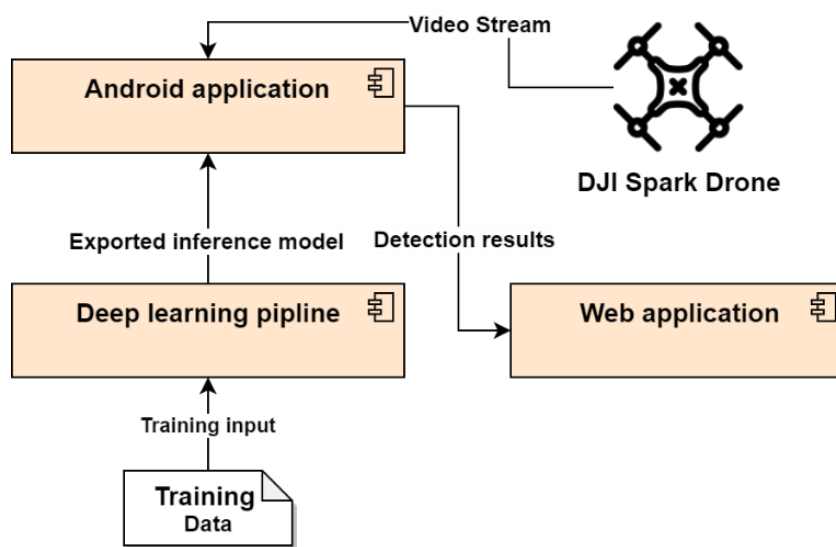 Video Stream
Android application
DJI Spark Drone
Exported inference model
Detection results
Deep learning pipline
Web application
Training input
Training
Data